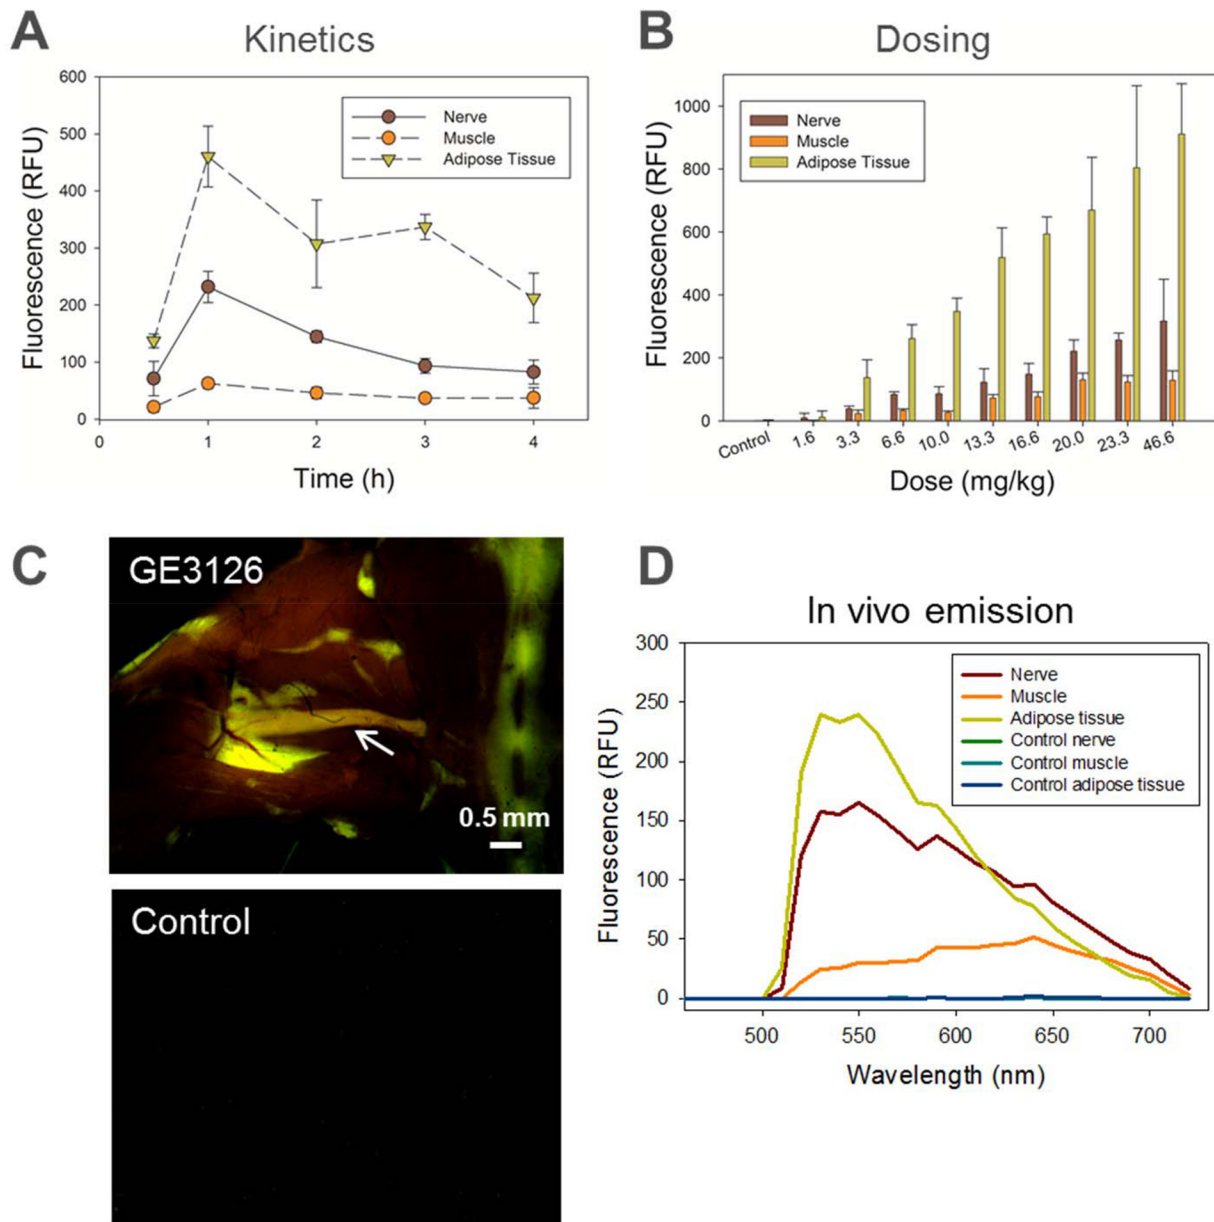 A
Kinetics
Fluorescence (RFU)
600
500
400
300
200
100
0
0
1
2
3
4
Time (h)
Nerve
Muscle
Adipose Tissue
B
Dosing
Fluorescence (RFU)
1000
800
600
400
200
0
Nerve
Muscle
Adipose Tissue
Control
1.6
3.3
6.6
10.0
13.3
16.6
20.0
23.3
46.6
Dose (mg/kg)
C
GE3126
0.5 mm
Control
D
In vivo emission
Fluorescence (RFU)
300
250
200
150
100
50
0
500
550
600
650
700
Wavelength (nm)
Nerve
Muscle
Adipose tissue
Control nerve
Control muscle
Control adipose tissue